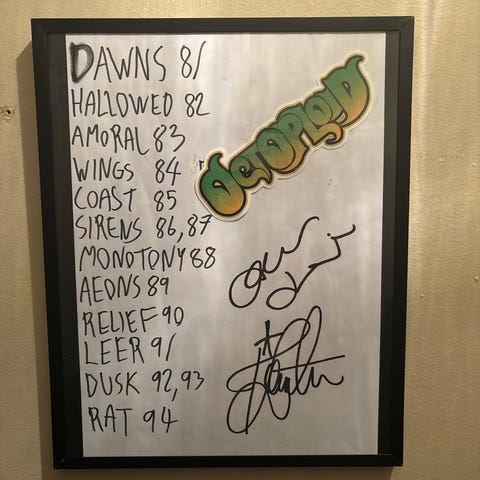 DAWNS 81
HALLOWED 82
AMORAL 83
WINGS 84
COAST 85
SIRENS 86,87
MONOTONY 88
AEONS 89
RELIEF 90
LEER 91
DUSK 92,93
RAT 94
OCTOPLOID